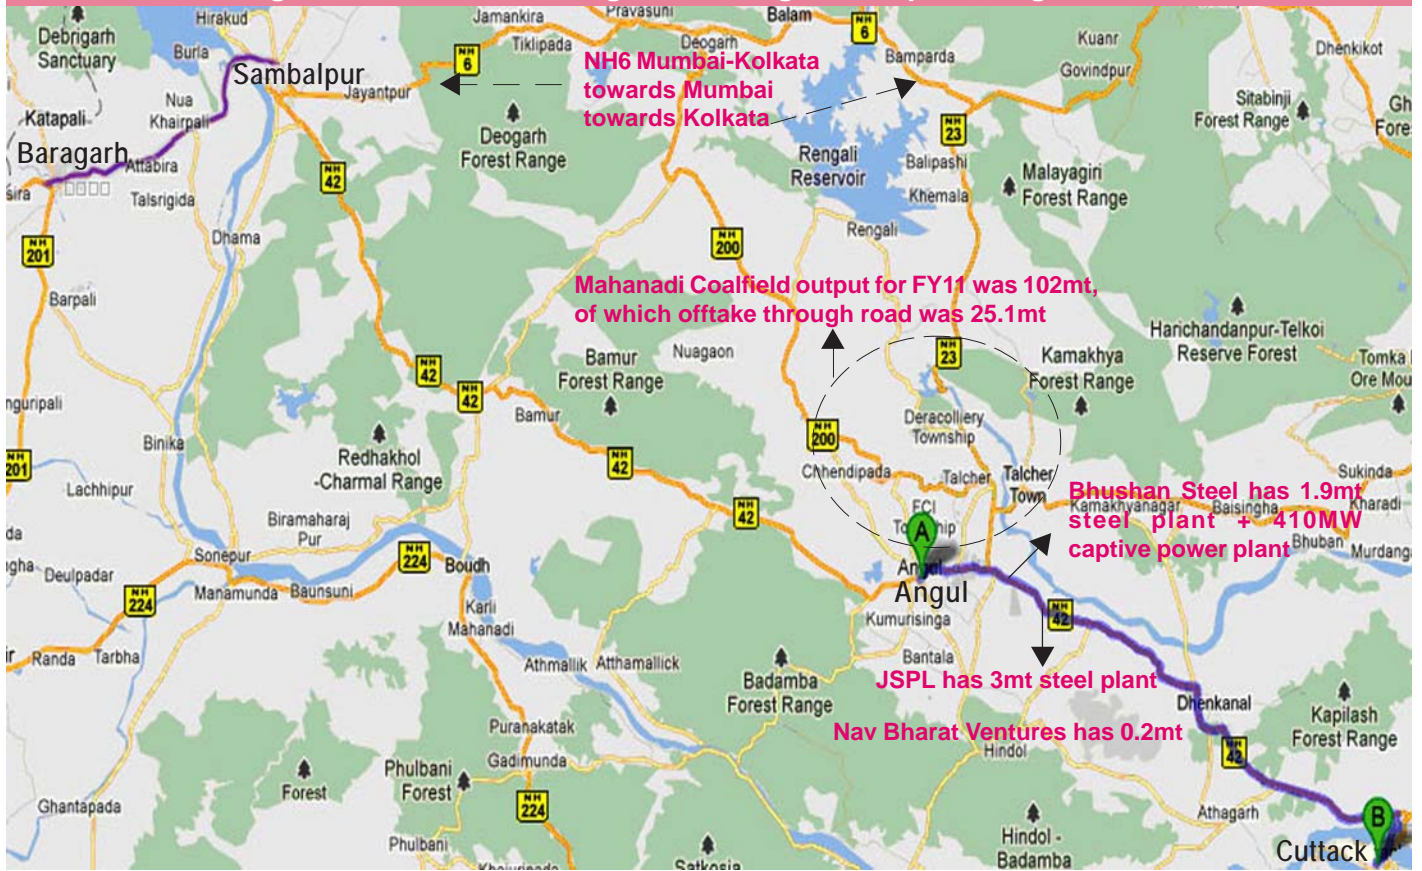 Hirakud
Jamankira
Pravasuni
Balam
Debrigarh
Sanctuary
Burla
NH
6
Tiklipada
Deogarh
NH
6
Bamparda
Kuanr
Dhenkikot
Govindpur
NH6 Mumbai-Kolkata
towards Mumbai
towards Kolkata
Sambalpur
Jayantpur
Nua
Khairpali
Katapali
Deogarh
Forest Range
NH
23
Sitabinji
Forest Range
Baragarh
Attabira
NH
42
Rengali
Reservoir
Balipashi
Malayagiri
Forest Range
Talsrigida
Khemala
Dhama
NH
201
NH
200
Rengali
Barpali
Mahanadi Coalfield output for FY11 was 102mt,
of which offtake through road was 25.1mt
Harichandanpur-Telkoi
Reserve Forest
Bamur
Forest Range
Nuagaon
NH
23
Kamakhya
Forest Range
Tomka
Ore Mou
NH
42
NH
42
nguripali
Bamur
Deracolliery
Township
Binika
NH
200
NH
201
Redhakhol
-Charmal Range
NH
42
Chhendipada
Talcher
Talcher
Town
Sukinda
Lachhipur
Bhushan Steel has 1.9mt
steel plant + 410MW
captive power plant
Kamakhyanagar
Baisingha
Kharadi
NH
42
FCI
Township
Biramaharaj
Pur
Bhuban
Murdang
Sonepur
A
Deulpadar
NH
224
Boudh
Angul
Angul
Manamunda
Baunsuni
NH
224
Karli
Mahanadi
Kumurisinga
NH
42
Randa
Tarbha
Athmallik
Atthamallick
Bantala
Badamba
Forest Range
JSPL has 3mt steel plant
Dhenkanal
Kapilash
Forest Range
Puranakatak
Nav Bharat Ventures has 0.2mt
Hindol
NH
42
Gadimunda
Phulbani
Forest
Forest
Ghantapada
NH
224
Athagarh
B
Phulbani
Hindol -
Badamba
Cuttack
Khajuripada
Satkosia